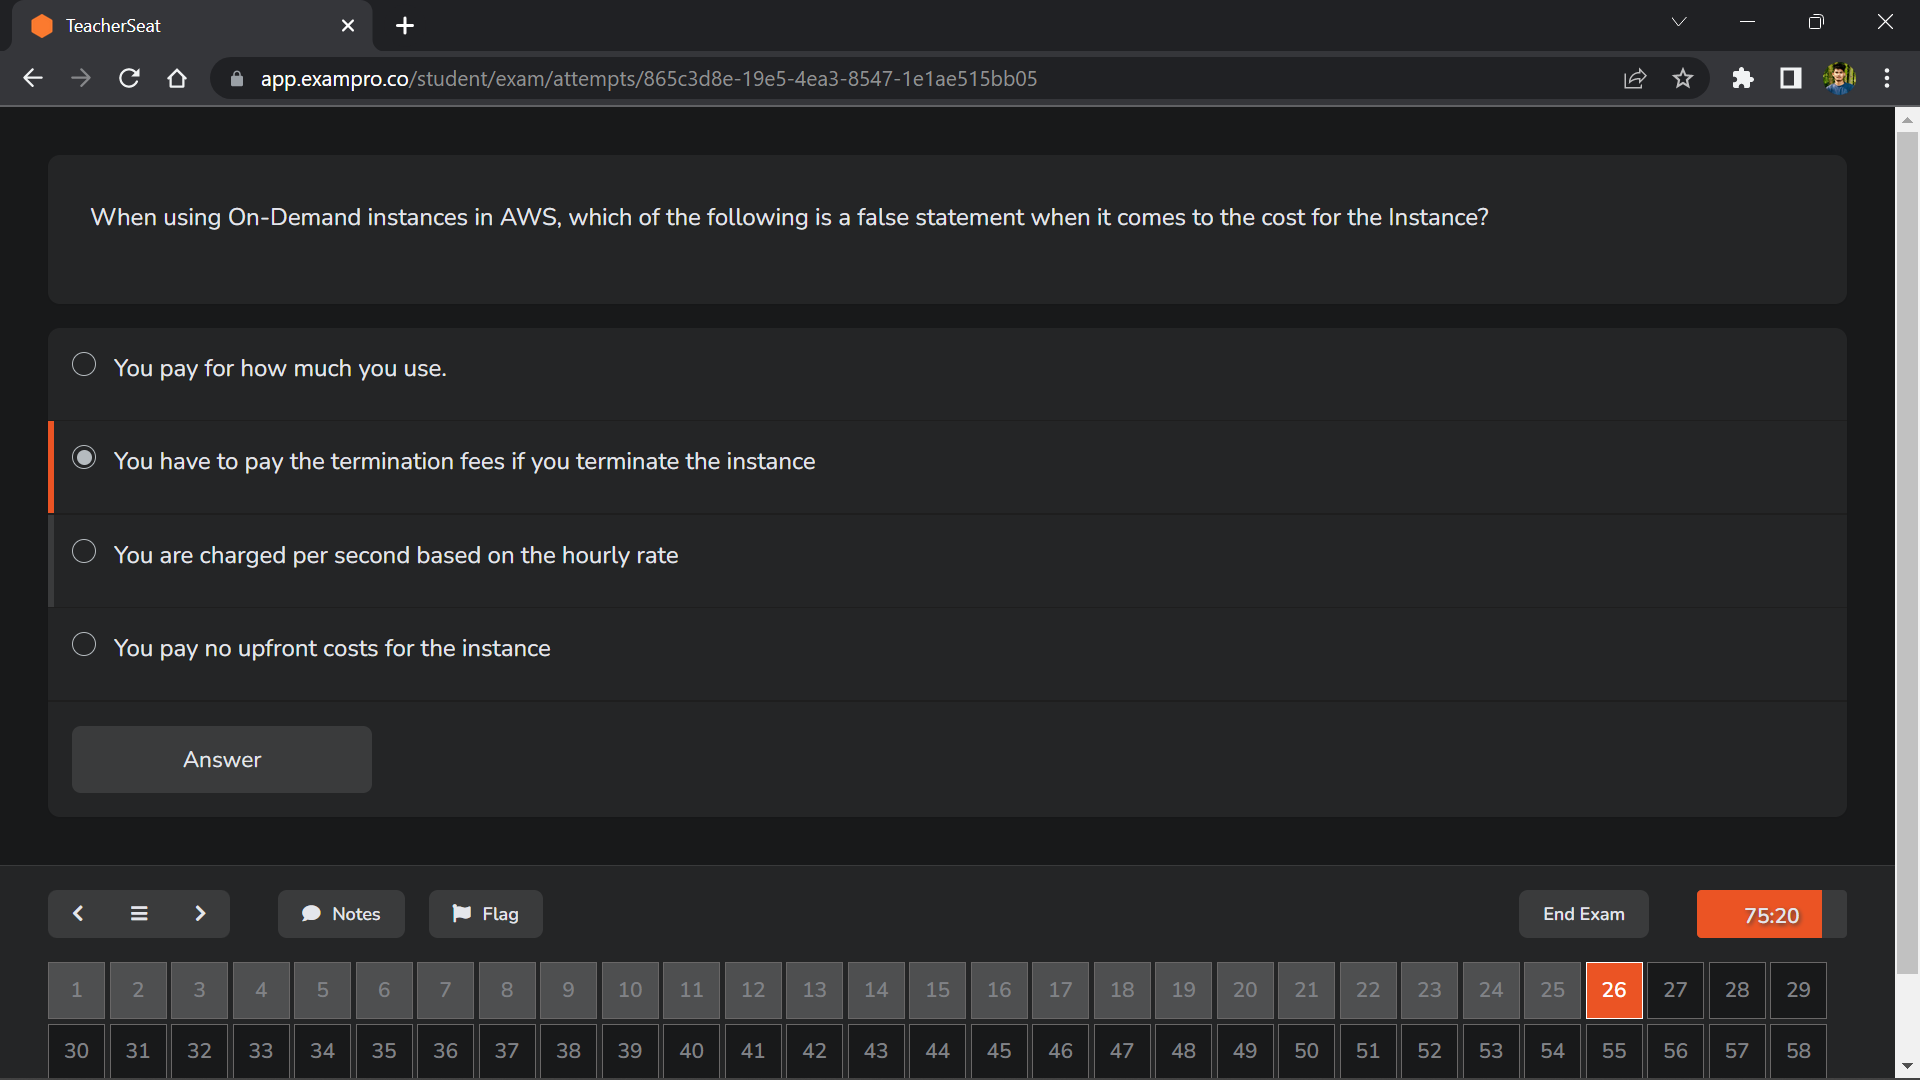 TeacherSeat
app.exampro.co/student/exam/attempts/865c3d8e-19e5-4ea3-8547-1e1ae515bb05
When using On-Demand instances in AWS, which of the following is a false statement when it comes to the cost for the Instance?
You pay for how much you use.
You have to pay the termination fees if you terminate the instance
You are charged per second based on the hourly rate
You pay no upfront costs for the instance
Answer
Notes Flag End Exam 75:20
1 2 3 4 5 6 7 8 9 10 11 12 13 14 15 16 17 18 19 20 21 22 23 24 25 26 27 28 29
30 31 32 33 34 35 36 37 38 39 40 41 42 43 44 45 46 47 48 49 50 51 52 53 54 55 56 57 58